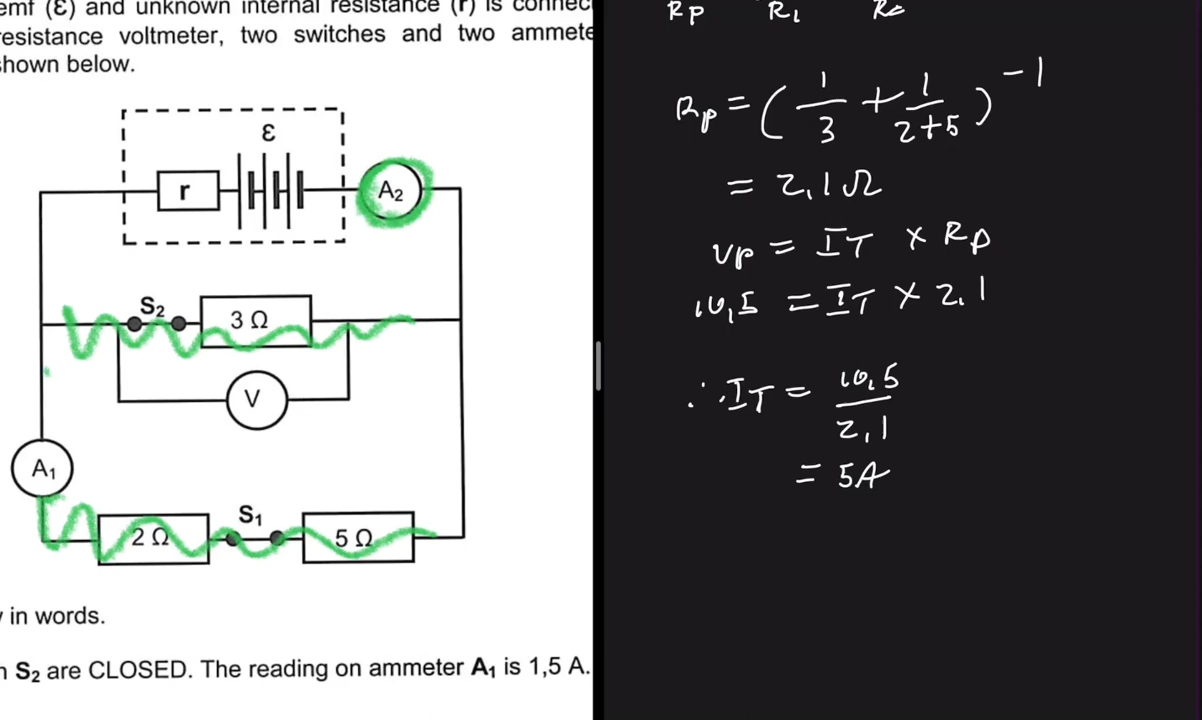 emf (Ɛ) and unknown internal resistance (r) is connec
resistance voltmeter, two switches and two ammete
shown below.
Ɛ
r
A₂
S₂
3 Ω
V
A₁
S₁
2 Ω
5 Ω
in words.
S₂ are CLOSED. The reading on ammeter A₁ is 1,5 A.
Rp R₁
Rp = (1/3 + 1/2+5)⁻¹
= 2,1Ω
Vp = IT × Rp
10,5 = IT × 2,1
∴ IT = 10,5/2,1
= 5A